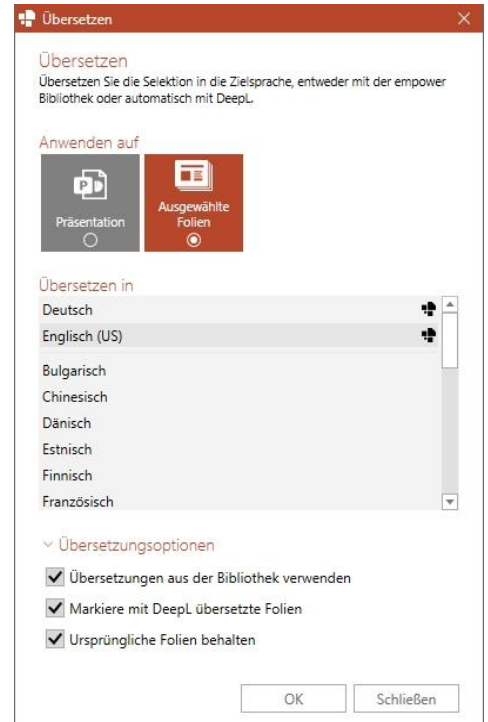 Übersetzen
Übersetzen
Übersetzen Sie die Selektion in die Zielsprache, entweder mit der empower
Bibliothek oder automatisch mit DeepL.
Anwenden auf
Präsentation
Ausgewählte
Folien
Übersetzen in
Deutsch
Englisch (US)
Bulgarisch
Chinesisch
Dänisch
Estnisch
Finnisch
Französisch
Übersetzungsoptionen
Übersetzungen aus der Bibliothek verwenden
Markiere mit DeepL übersetzte Folien
Ursprüngliche Folien behalten
OK
Schließen